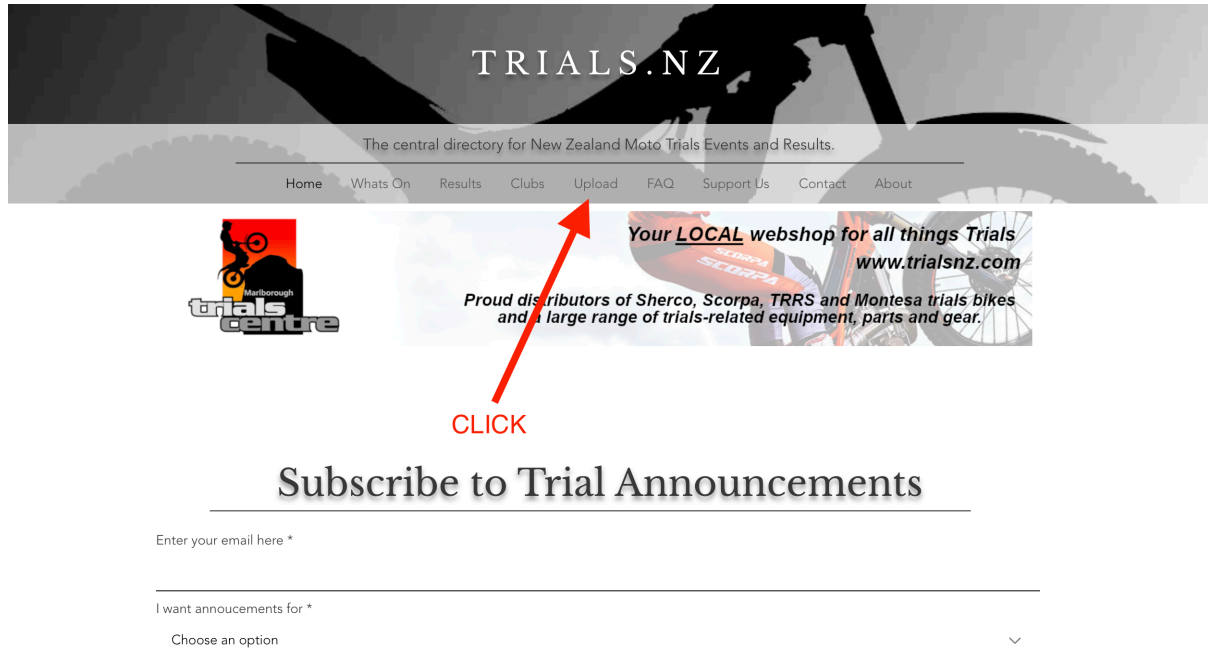 TRIALS.NZ
The central directory for New Zealand Moto Trials Events and Results.
Home Whats On Results Clubs Upload FAQ Support Us Contact About
Marlborough
trials
centre
Your LOCAL webshop for all things Trials
www.trialsnz.com
Proud distributors of Sherco, Scorpa, TRRS and Montesa trials bikes
and a large range of trials-related equipment, parts and gear.
SCORPA
SCORPA
CLICK
Subscribe to Trial Announcements
Enter your email here *
I want annoucements for *
Choose an option